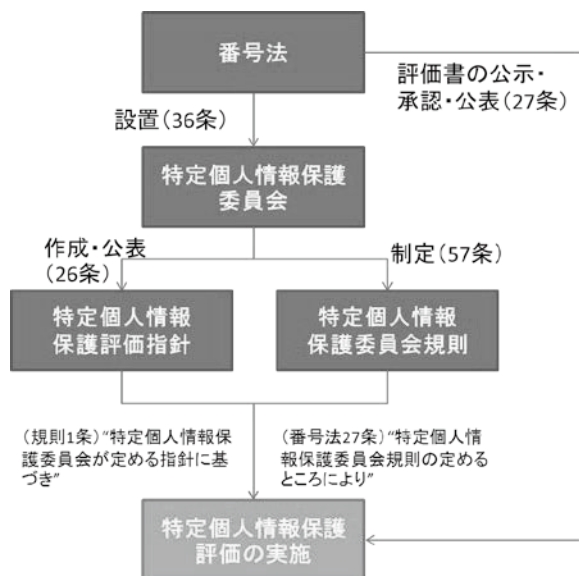 番号法
評価書の公示・
承認・公表(27条)
設置(36条)
特定個人情報保護
委員会
作成・公表
(26条)
制定(57条)
特定個人情報
保護評価指針
特定個人情報
保護委員会規則
(規則1条)“特定個人情報保
護委員会が定める指針に基
づき”
(番号法27条)“特定個人情
報保護委員会規則の定める
ところにより”
特定個人情報保護
評価の実施